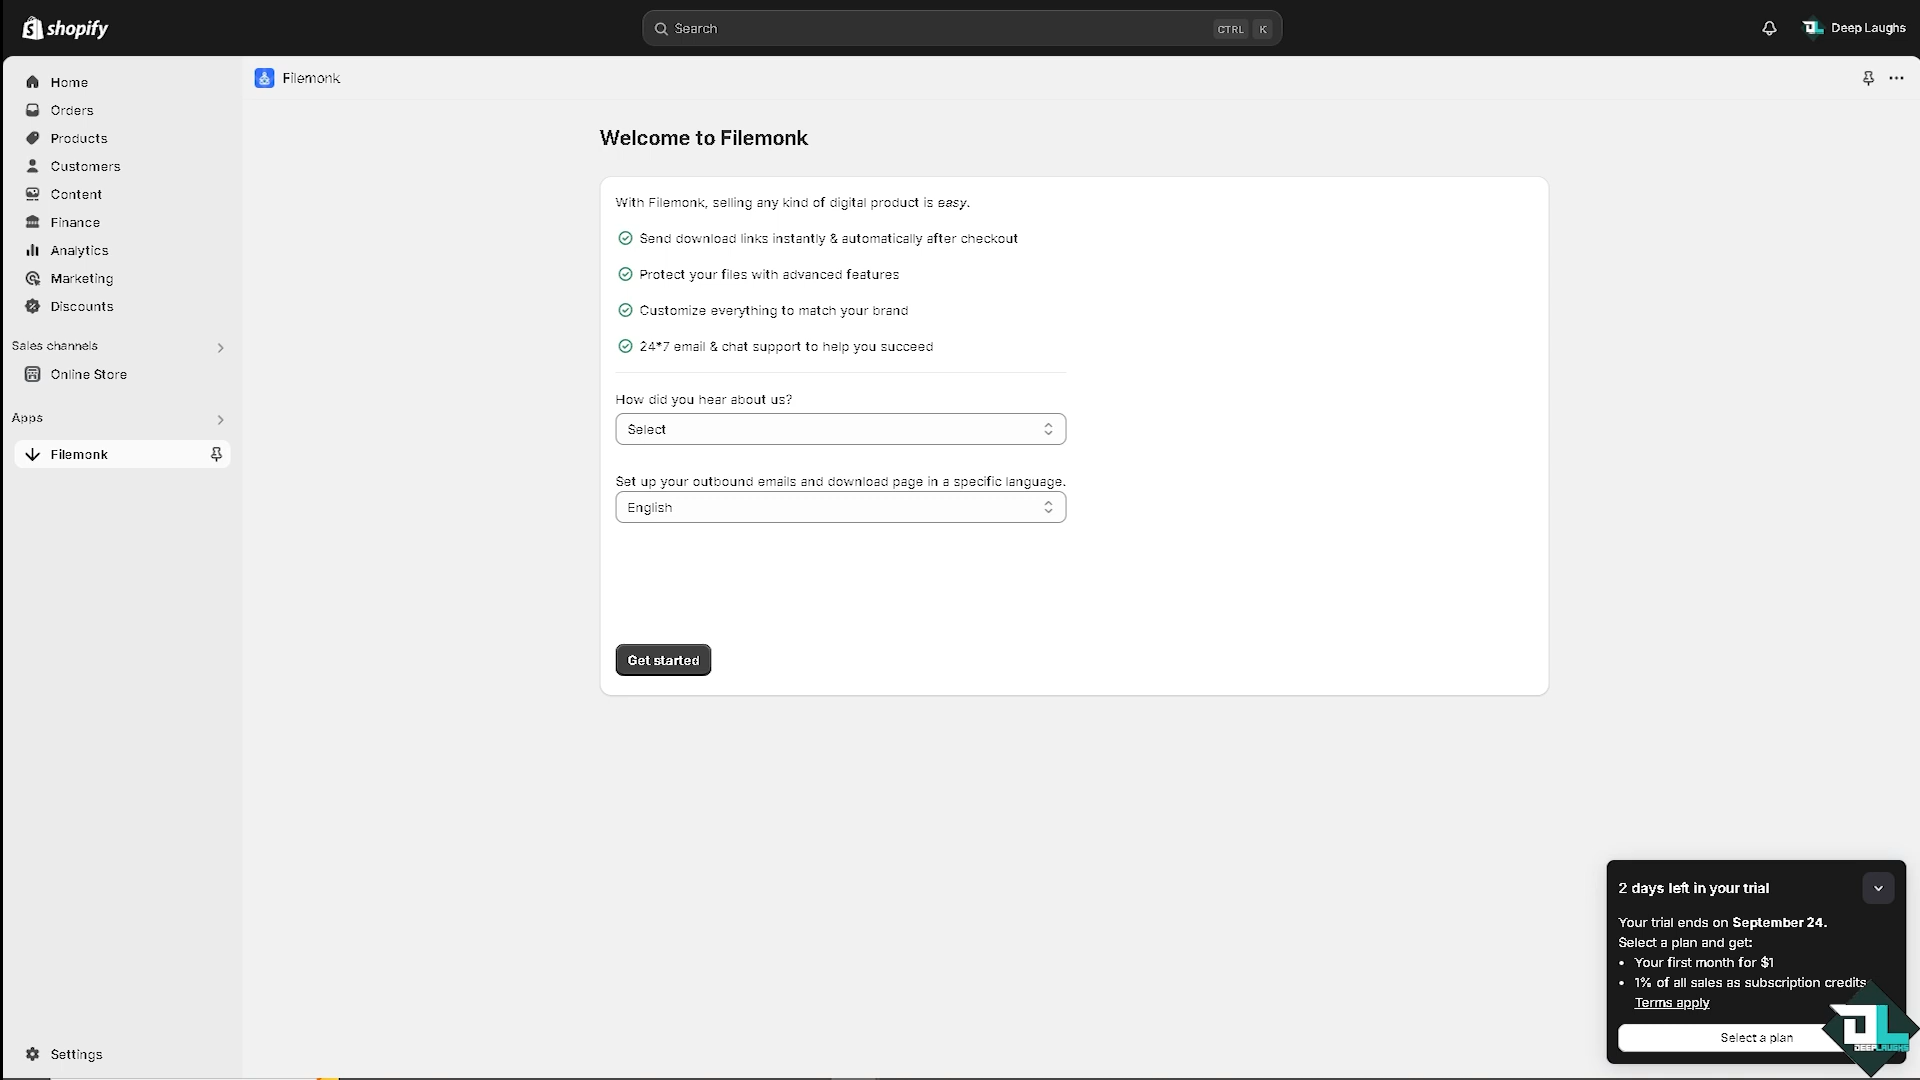 shopify
Search
CTRL K
Deep Laughs
Home
Orders
Products
Customers
Content
Finance
Analytics
Marketing
Discounts
Sales channels
Online Store
Apps
Filemonk
Settings
Filemonk
Welcome to Filemonk
With Filemonk, selling any kind of digital product is easy.
Send download links instantly & automatically after checkout
Protect your files with advanced features
Customize everything to match your brand
24*7 email & chat support to help you succeed
How did you hear about us?
Select
Set up your outbound emails and download page in a specific language.
English
Get started
2 days left in your trial
Your trial ends on September 24.
Select a plan and get:
• Your first month for $1
• 1% of all sales as subscription credits
Terms apply
Select a plan
DL
DEEPLAUGHS